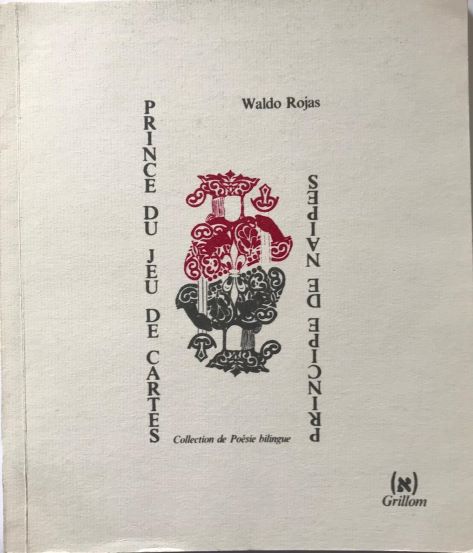 Waldo Rojas
PRINCE DU JEU DE CARTES
PRINCIPE DE NAIPES
Collection de Poésie bilingue
(א)
Grillom